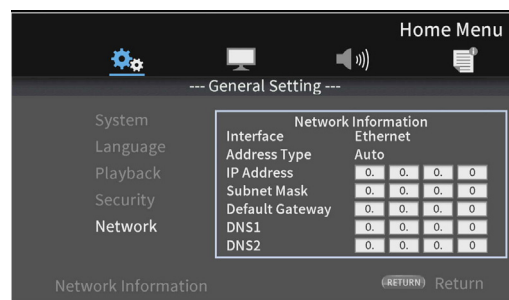 Home Menu
--- General Setting ---
System
Language
Playback
Security
Network
Network Information
Interface Ethernet
Address Type Auto
IP Address 0. 0. 0. 0
Subnet Mask 0. 0. 0. 0
Default Gateway 0. 0. 0. 0
DNS1 0. 0. 0. 0
DNS2 0. 0. 0. 0
Network Information
RETURN Return